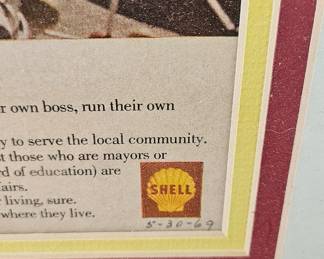 r own boss, run their own
y to serve the local community.
t those who are mayors or
rd of education) are
airs.
living, sure.
where they live.
SHELL
5-30-69